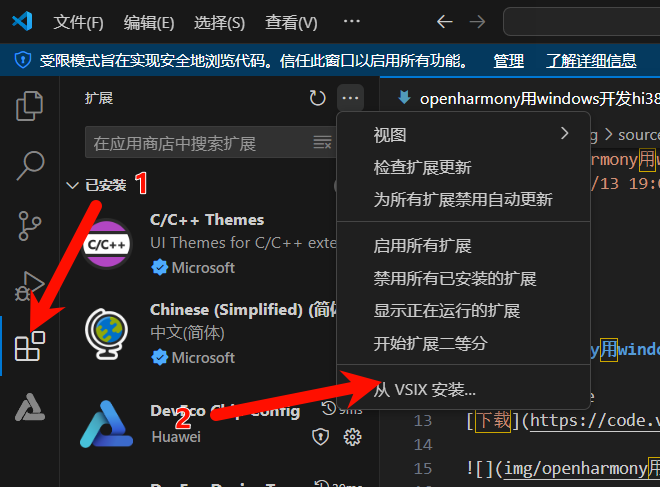 文件(F) 编辑(E) 选择(S) 查看(V) ···
受限模式旨在实现安全地浏览代码。信任此窗口以启用所有功能。 管理 了解详细信息
扩展
openharmony用windows开发hi38
在应用商店中搜索扩展
已安装
1
C/C++ Themes
UI Themes for C/C++ exte
Microsoft
C/C++
Chinese (Simplified) (简体
中文(简体)
Microsoft
DevEco Chip Config
9ms
Huawei
2
视图
检查扩展更新
为所有扩展禁用自动更新
启用所有扩展
禁用所有已安装的扩展
显示正在运行的扩展
开始扩展二等分
从 VSIX 安装...
g > source
rmony用w
/13 19:0
y用windo
13 [下载](https://code.v
14
15 ![](img/openharmony用